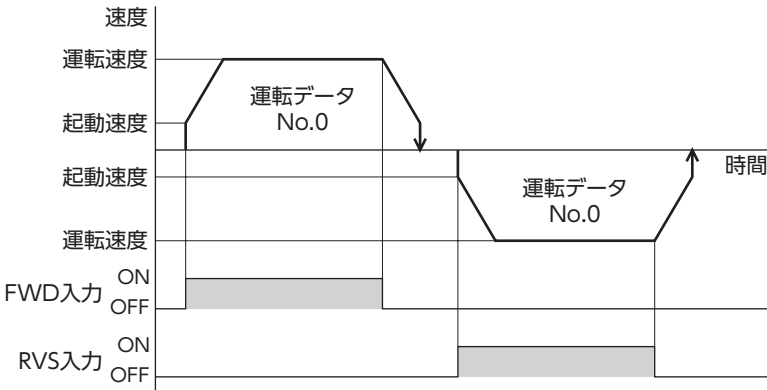 速度
運転速度
運転データ
No.0
起動速度
時間
起動速度
運転データ
No.0
運転速度
ON
FWD入力
OFF
ON
RVS入力
OFF